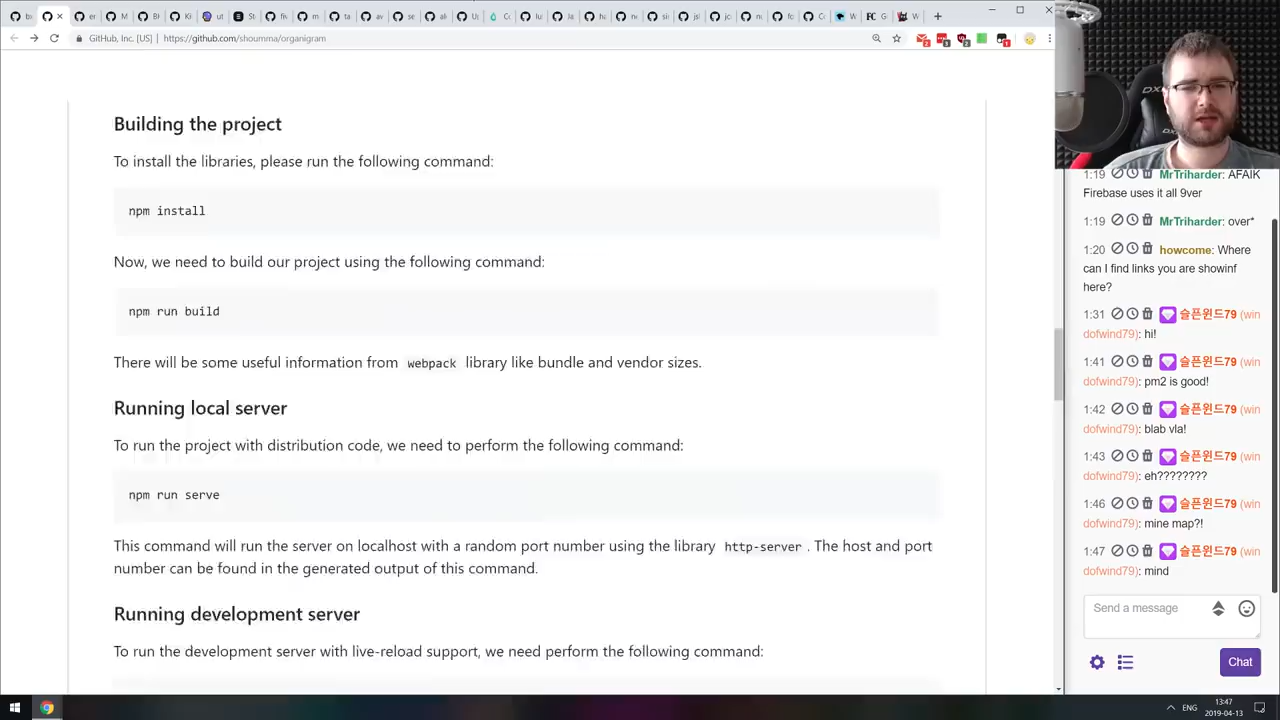 GitHub, Inc. [US]
https://github.com/shoumma/organigram
Building the project
To install the libraries, please run the following command:
npm install
Now, we need to build our project using the following command:
npm run build
There will be some useful information from webpack library like bundle and vendor sizes.
Running local server
To run the project with distribution code, we need to perform the following command:
npm run serve
This command will run the server on localhost with a random port number using the library http-server . The host and port
number can be found in the generated output of this command.
Running development server
To run the development server with live-reload support, we need perform the following command:
1:19 MrTriharder: AFAIK
Firebase uses it all 9ver
1:19 MrTriharder: over*
1:20 howcome: Where
can I find links you are showinf
here?
1:31 슬픈윈드79 (win
dofwind79): hi!
1:41 슬픈윈드79 (win
dofwind79): pm2 is good!
1:42 슬픈윈드79 (win
dofwind79): blab vla!
1:43 슬픈윈드79 (win
dofwind79): eh????????
1:46 슬픈윈드79 (win
dofwind79): mine map?!
1:47 슬픈윈드79 (win
dofwind79): mind
Send a message
Chat
ENG
13:47
2019-04-13